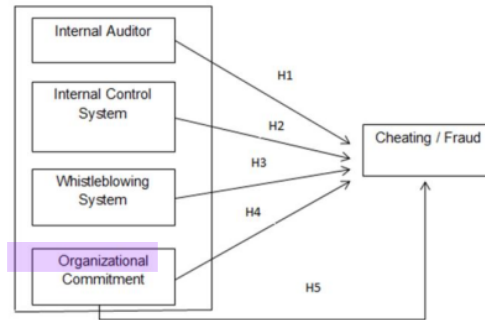 Internal Auditor
H1
Internal Control
System
H2
Cheating / Fraud
H3
Whistleblowing
System
H4
Organizational
Commitment
H5